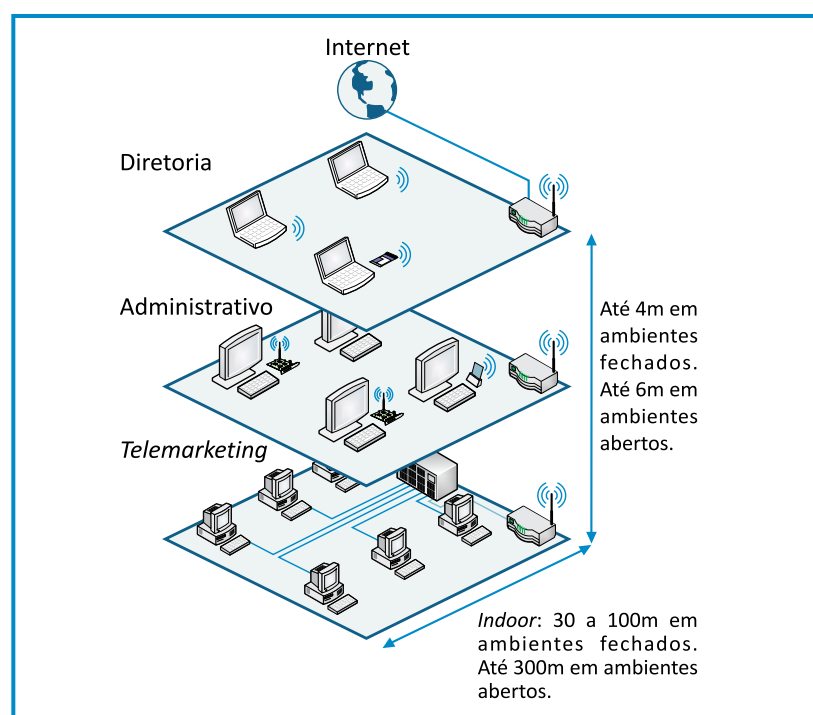 Internet
Diretoria
Administrativo
Até 4m em
ambientes
fechados.
Até 6m em
ambientes
abertos.
Telemarketing
Indoor: 30 a 100m em
ambientes fechados.
Até 300m em ambientes
abertos.